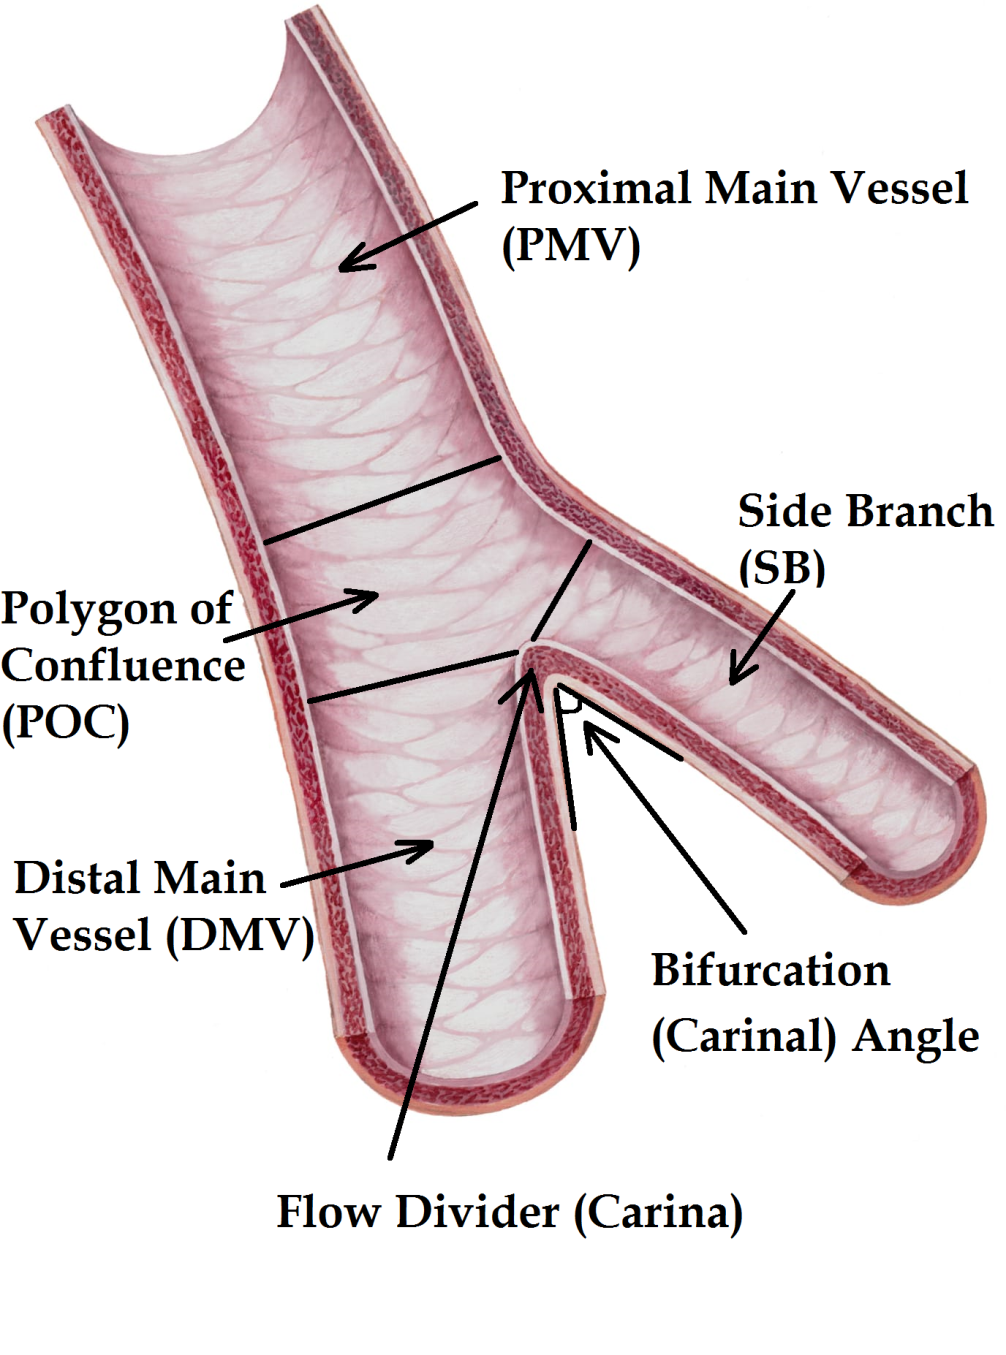 Proximal Main Vessel
(PMV)
Side Branch
(SB)
Polygon of
Confluence
(POC)
Distal Main
Vessel (DMV)
Bifurcation
(Carinal) Angle
Flow Divider (Carina)